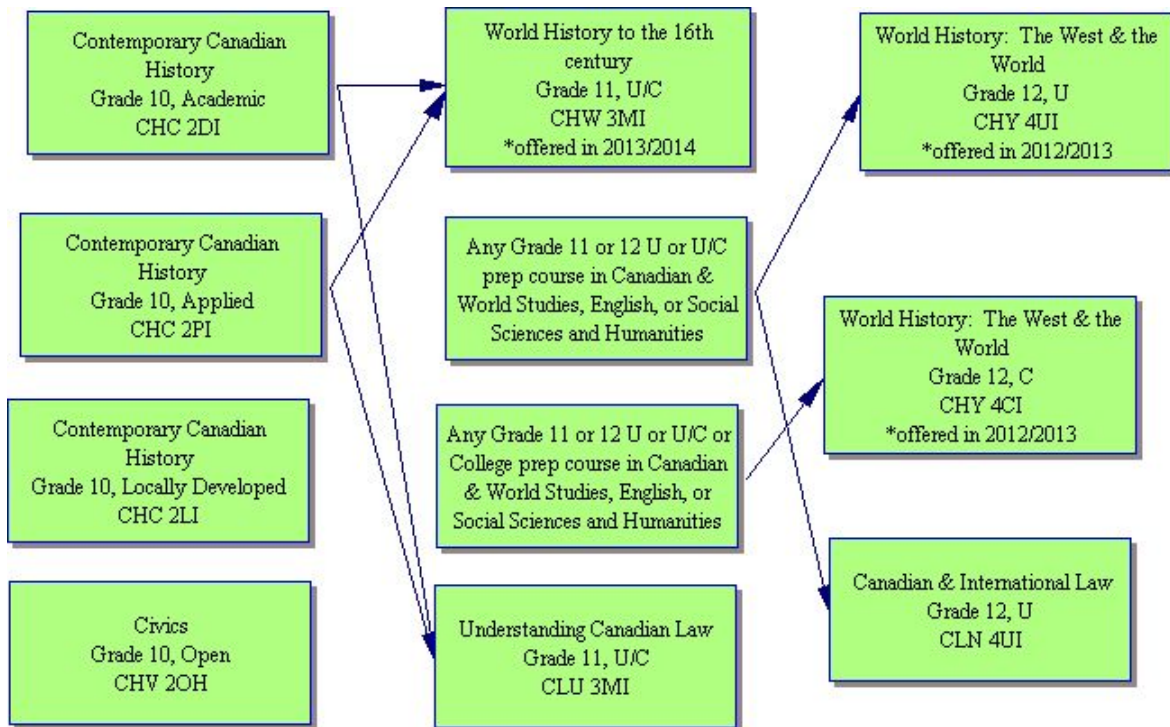 Contemporary Canadian
History
Grade 10, Academic
CHC 2DI
Contemporary Canadian
History
Grade 10, Applied
CHC 2PI
Contemporary Canadian
History
Grade 10, Locally Developed
CHC 2LI
Civics
Grade 10, Open
CHV 2OH
World History to the 16th
century
Grade 11, U/C
CHW 3MI
*offered in 2013/2014
Any Grade 11 or 12 U or U/C
prep course in Canadian &
World Studies, English, or Social
Sciences and Humanities
Any Grade 11 or 12 U or U/C or
College prep course in Canadian
& World Studies, English, or
Social Sciences and Humanities
Understanding Canadian Law
Grade 11, U/C
CLU 3MI
World History: The West & the
World
Grade 12, U
CHY 4UI
*offered in 2012/2013
World History: The West & the
World
Grade 12, C
CHY 4CI
*offered in 2012/2013
Canadian & International Law
Grade 12, U
CLN 4UI